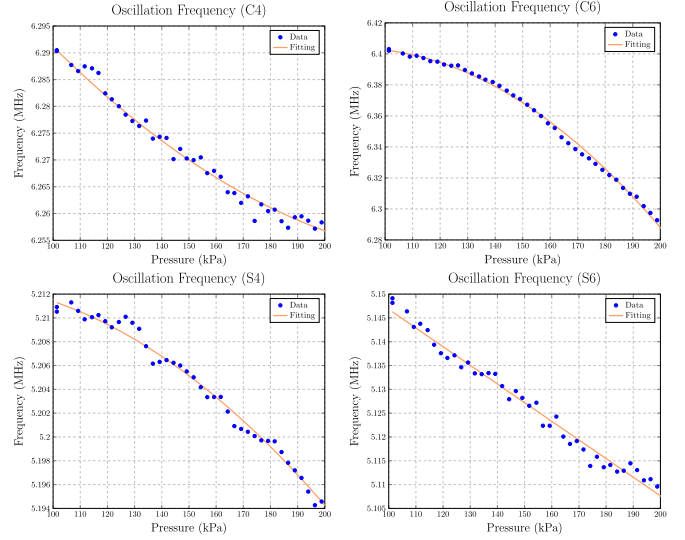 Oscillation Frequency (C4)
6.295
6.29
6.285
6.28
6.275
6.27
6.265
6.26
6.255
Frequency (MHz)
Data
Fitting
100 110 120 130 140 150 160 170 180 190 200
Pressure (kPa)
Oscillation Frequency (C6)
6.42
6.4
6.38
6.36
6.34
6.32
6.3
6.28
Frequency (MHz)
Data
Fitting
100 110 120 130 140 150 160 170 180 190 200
Pressure (kPa)
Oscillation Frequency (S4)
5.212
5.21
5.208
5.206
5.204
5.202
5.2
5.198
5.196
5.194
Frequency (MHz)
Data
Fitting
100 110 120 130 140 150 160 170 180 190 200
Pressure (kPa)
Oscillation Frequency (S6)
5.15
5.145
5.14
5.135
5.13
5.125
5.12
5.115
5.11
5.105
Frequency (MHz)
Data
Fitting
100 110 120 130 140 150 160 170 180 190 200
Pressure (kPa)